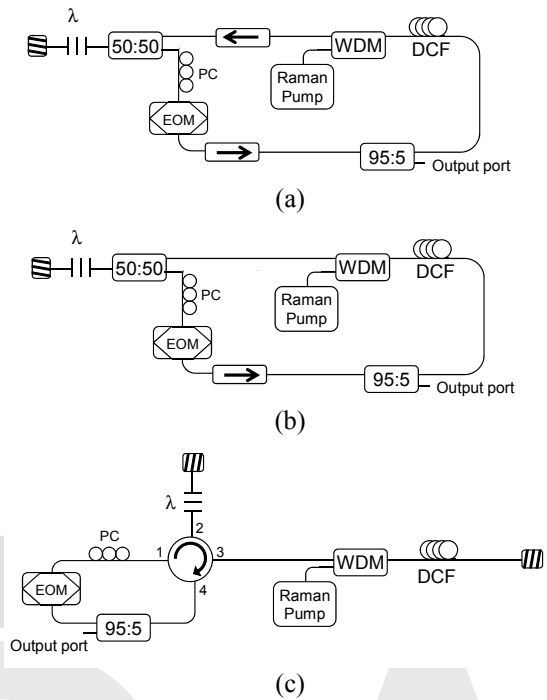 λ
50:50
WDM
DCF
PC
Raman
Pump
EOM
95:5
Output port
(a)
λ
50:50
WDM
DCF
PC
Raman
Pump
EOM
95:5
Output port
(b)
λ
2
PC
1
3
WDM
DCF
EOM
4
Raman
Pump
95:5
Output port
(c)